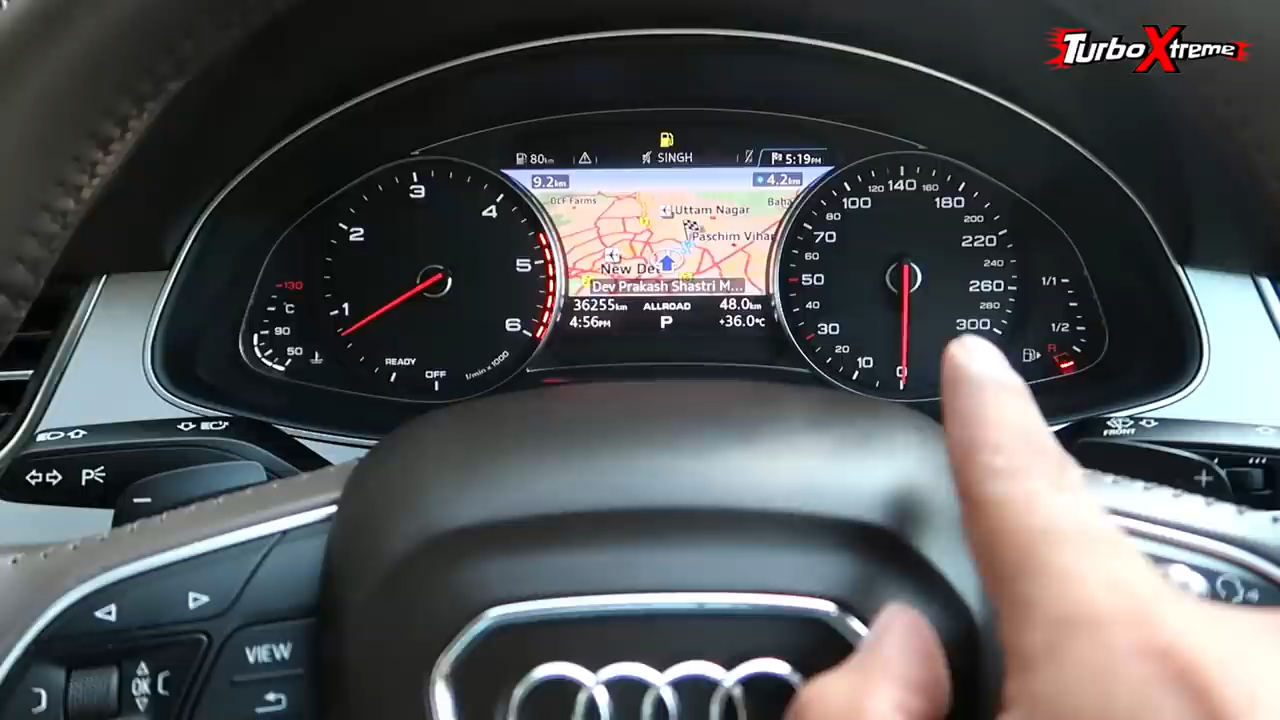 TurboXtreme
80km
SINGH
5:19PM
9.2km
4.2km
DLF Farms
Uttam Nagar
Paschim Vihar
New De
Dev Prakash Shastri M...
36255km ALLROAD 48.0km
4:56PM P +36.0°C
1
2
3
4
5
6
READY
OFF
1/min x 1000
130
°C
90
50
0
10
20
30
40
50
60
70
80
100
120
140
160
180
200
220
240
260
280
300
1/1
1/2
R
P
FRONT
VIEW
OK